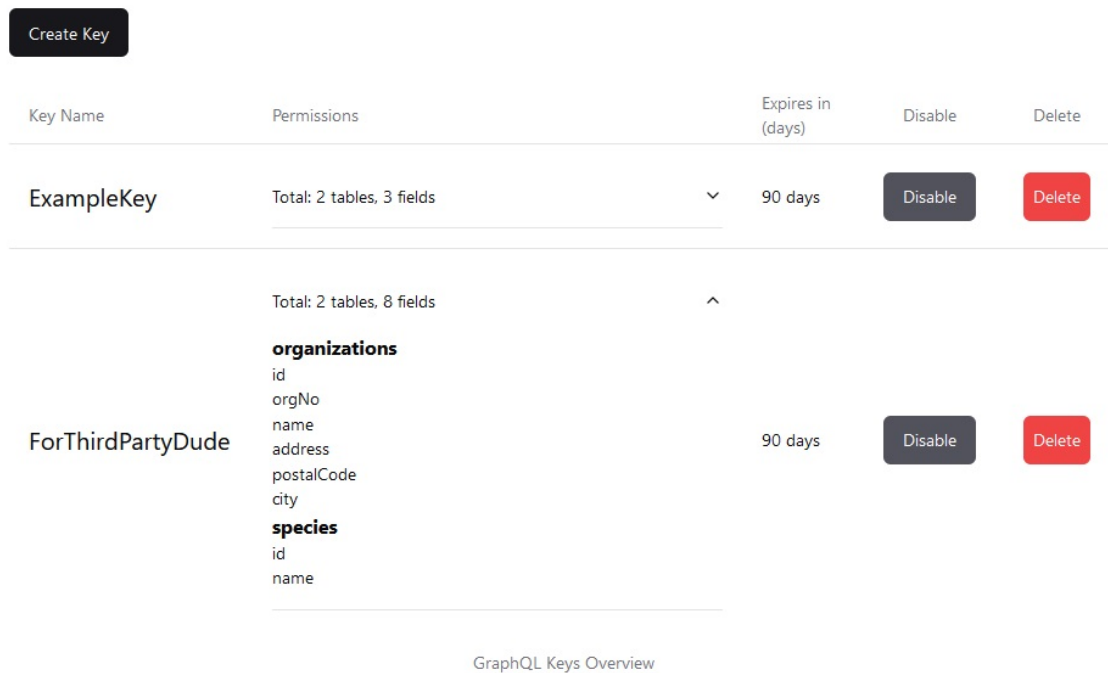 Create Key
Key Name Permissions Expires in (days) Disable Delete
ExampleKey Total: 2 tables, 3 fields 90 days Disable Delete
Total: 2 tables, 8 fields
organizations
id
orgNo
name
address
postalCode
city
species
id
name
ForThirdPartyDude 90 days Disable Delete
GraphQL Keys Overview